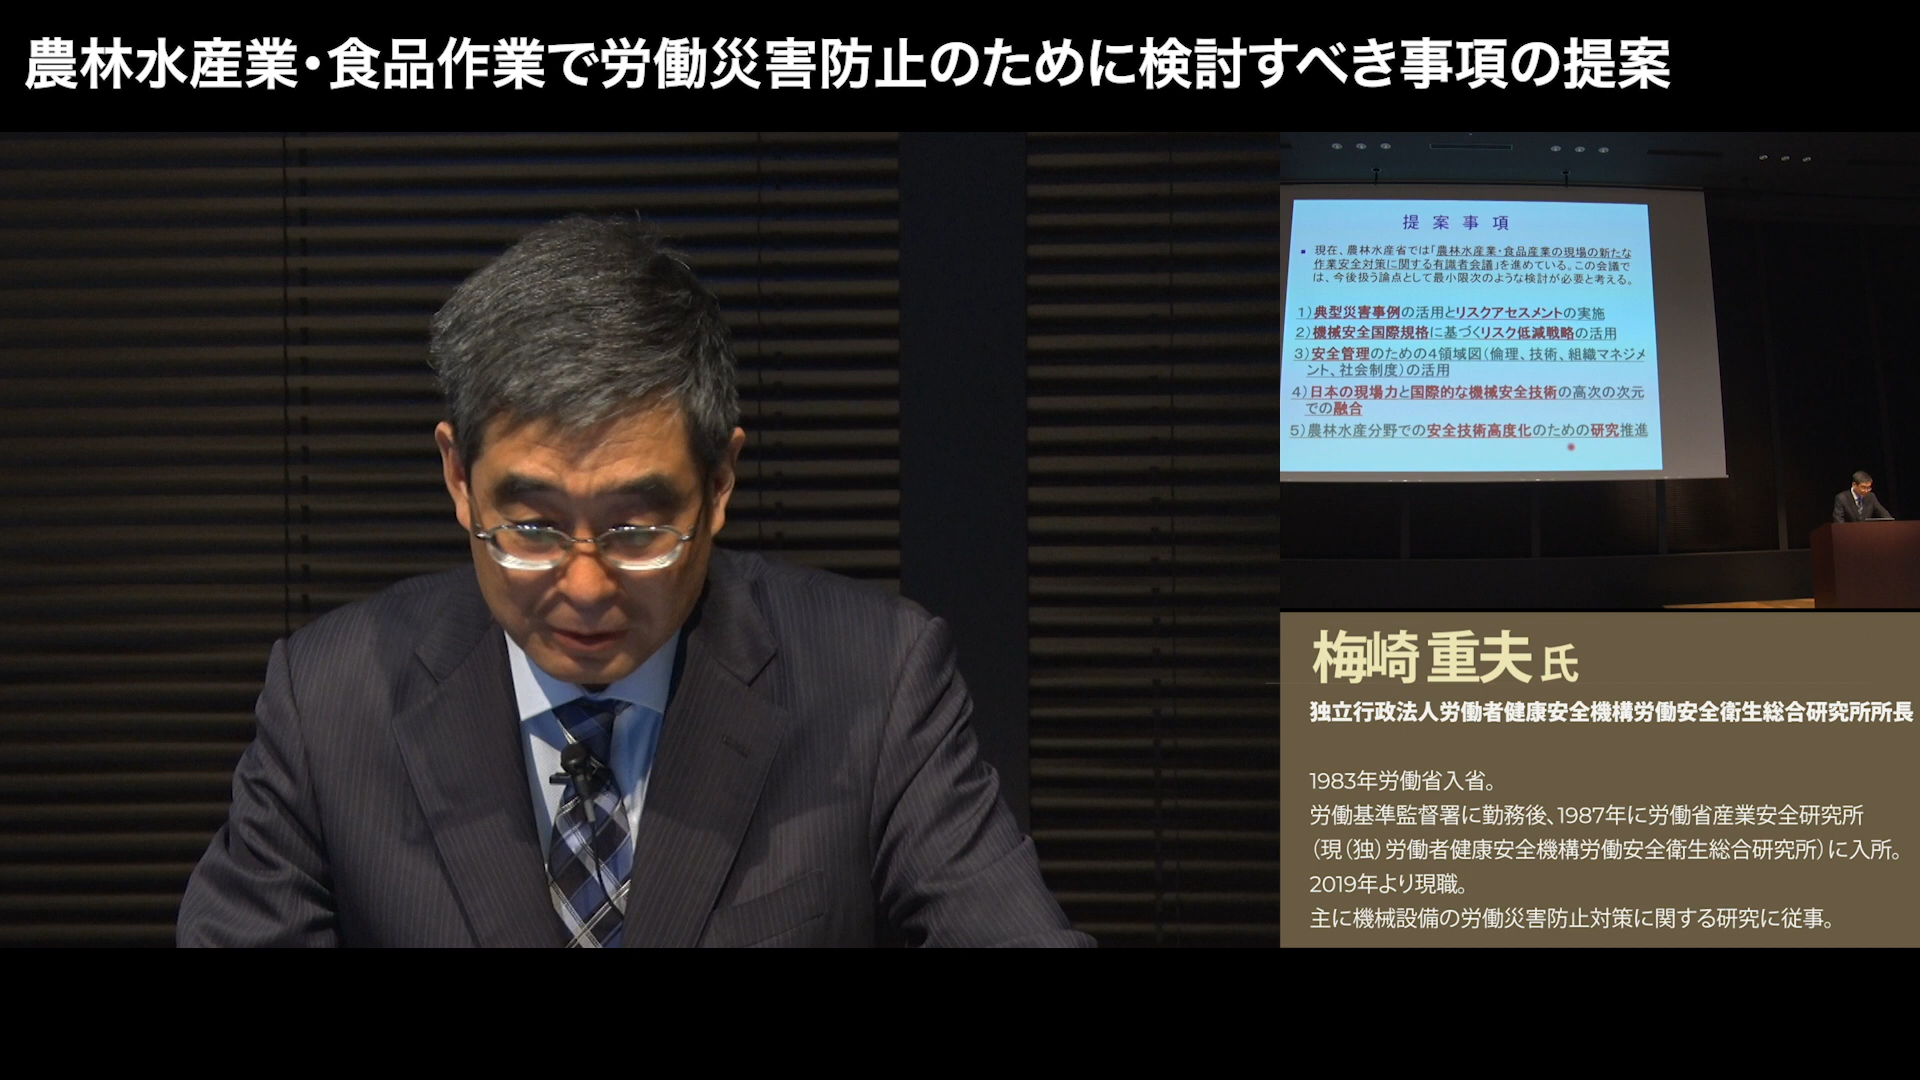 農林水産業・食品作業で労働災害防止のために検討すべき事項の提案
提案事項
▪ 現在、農林水産省では「農林水産業・食品産業の現場の新たな
作業安全対策に関する有識者会議」を進めている。この会議で
は、今後扱う論点として最小限次のような検討が必要と考える。
1）典型災害事例の活用とリスクアセスメントの実施
2）機械安全国際規格に基づくリスク低減戦略の活用
3）安全管理のための4領域図（倫理、技術、組織マネジメ
ント、社会制度）の活用
4）日本の現場力と国際的な機械安全技術の高次の次元
での融合
5）農林水産分野での安全技術高度化のための研究推進
梅崎 重夫 氏
独立行政法人労働者健康安全機構労働安全衛生総合研究所所長
1983年労働省入省。
労働基準監督署に勤務後、1987年に労働省産業安全研究所
（現（独）労働者健康安全機構労働安全衛生総合研究所）に入所。
2019年より現職。
主に機械設備の労働災害防止対策に関する研究に従事。